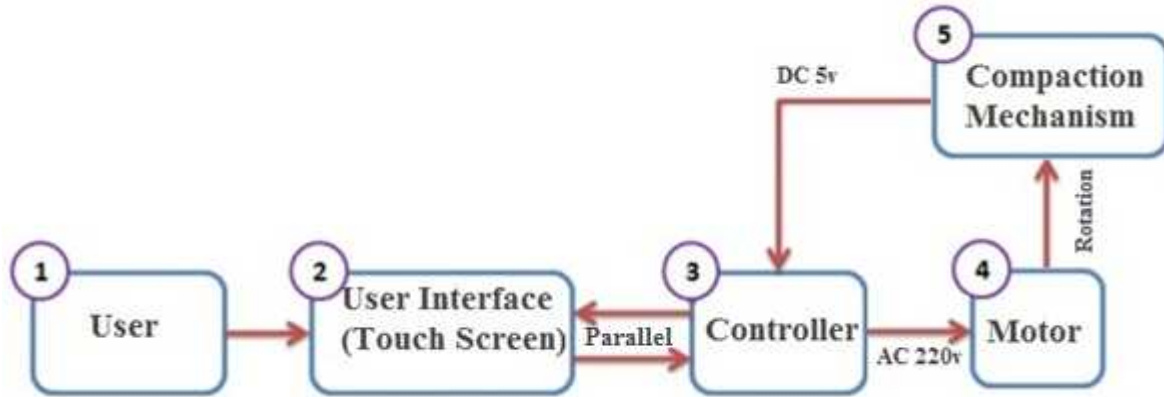 5
Compaction
Mechanism
DC 5v
Rotation
1
User
2
User Interface
(Touch Screen)
Parallel
3
Controller
AC 220v
4
Motor